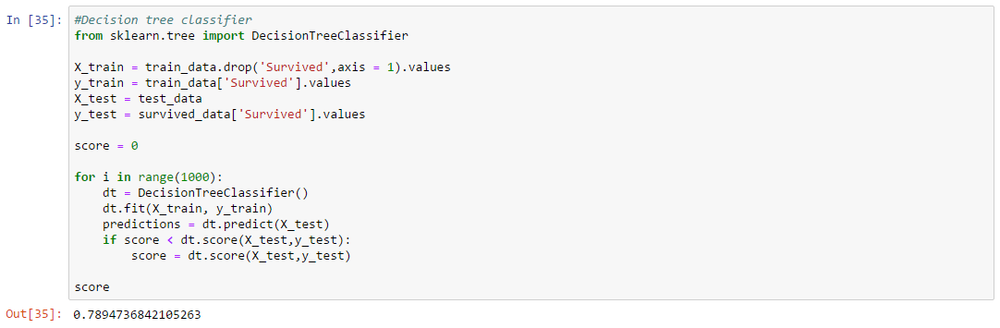 In [35]: #Decision tree classifier
from sklearn.tree import DecisionTreeClassifier

X_train = train_data.drop('Survived',axis = 1).values
y_train = train_data['Survived'].values
X_test = test_data
y_test = survived_data['Survived'].values

score = 0

for i in range(1000):
    dt = DecisionTreeClassifier()
    dt.fit(X_train, y_train)
    predictions = dt.predict(X_test)
    if score < dt.score(X_test,y_test):
        score = dt.score(X_test,y_test)

score
Out[35]: 0.7894736842105263